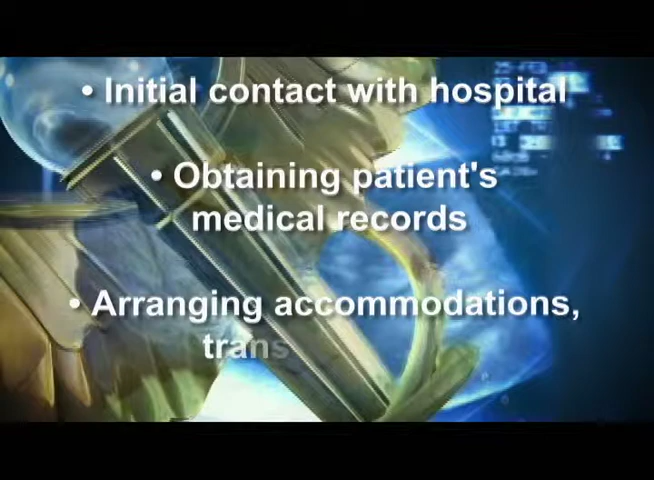 • Initial contact with hospital
• Obtaining patient's
medical records
• Arranging accommodations,
trans